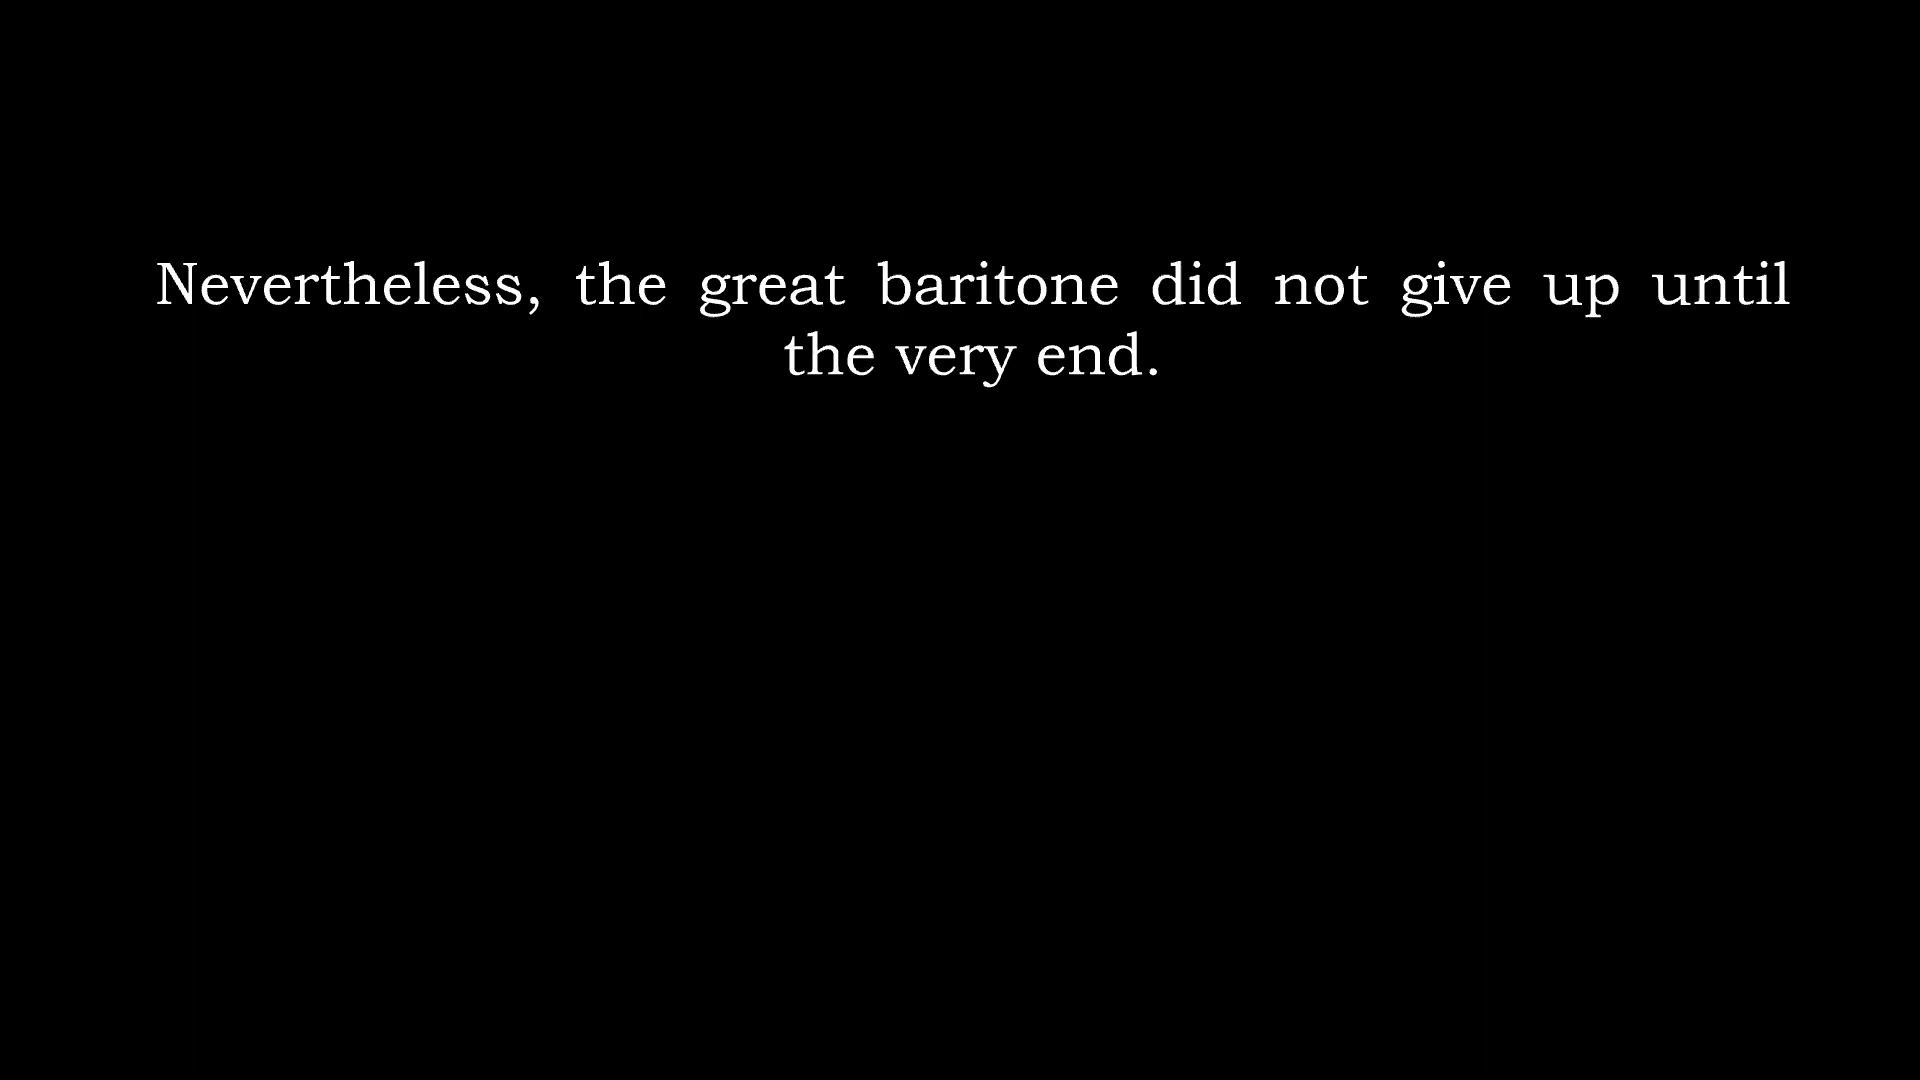 Nevertheless, the great baritone did not give up until
the very end.